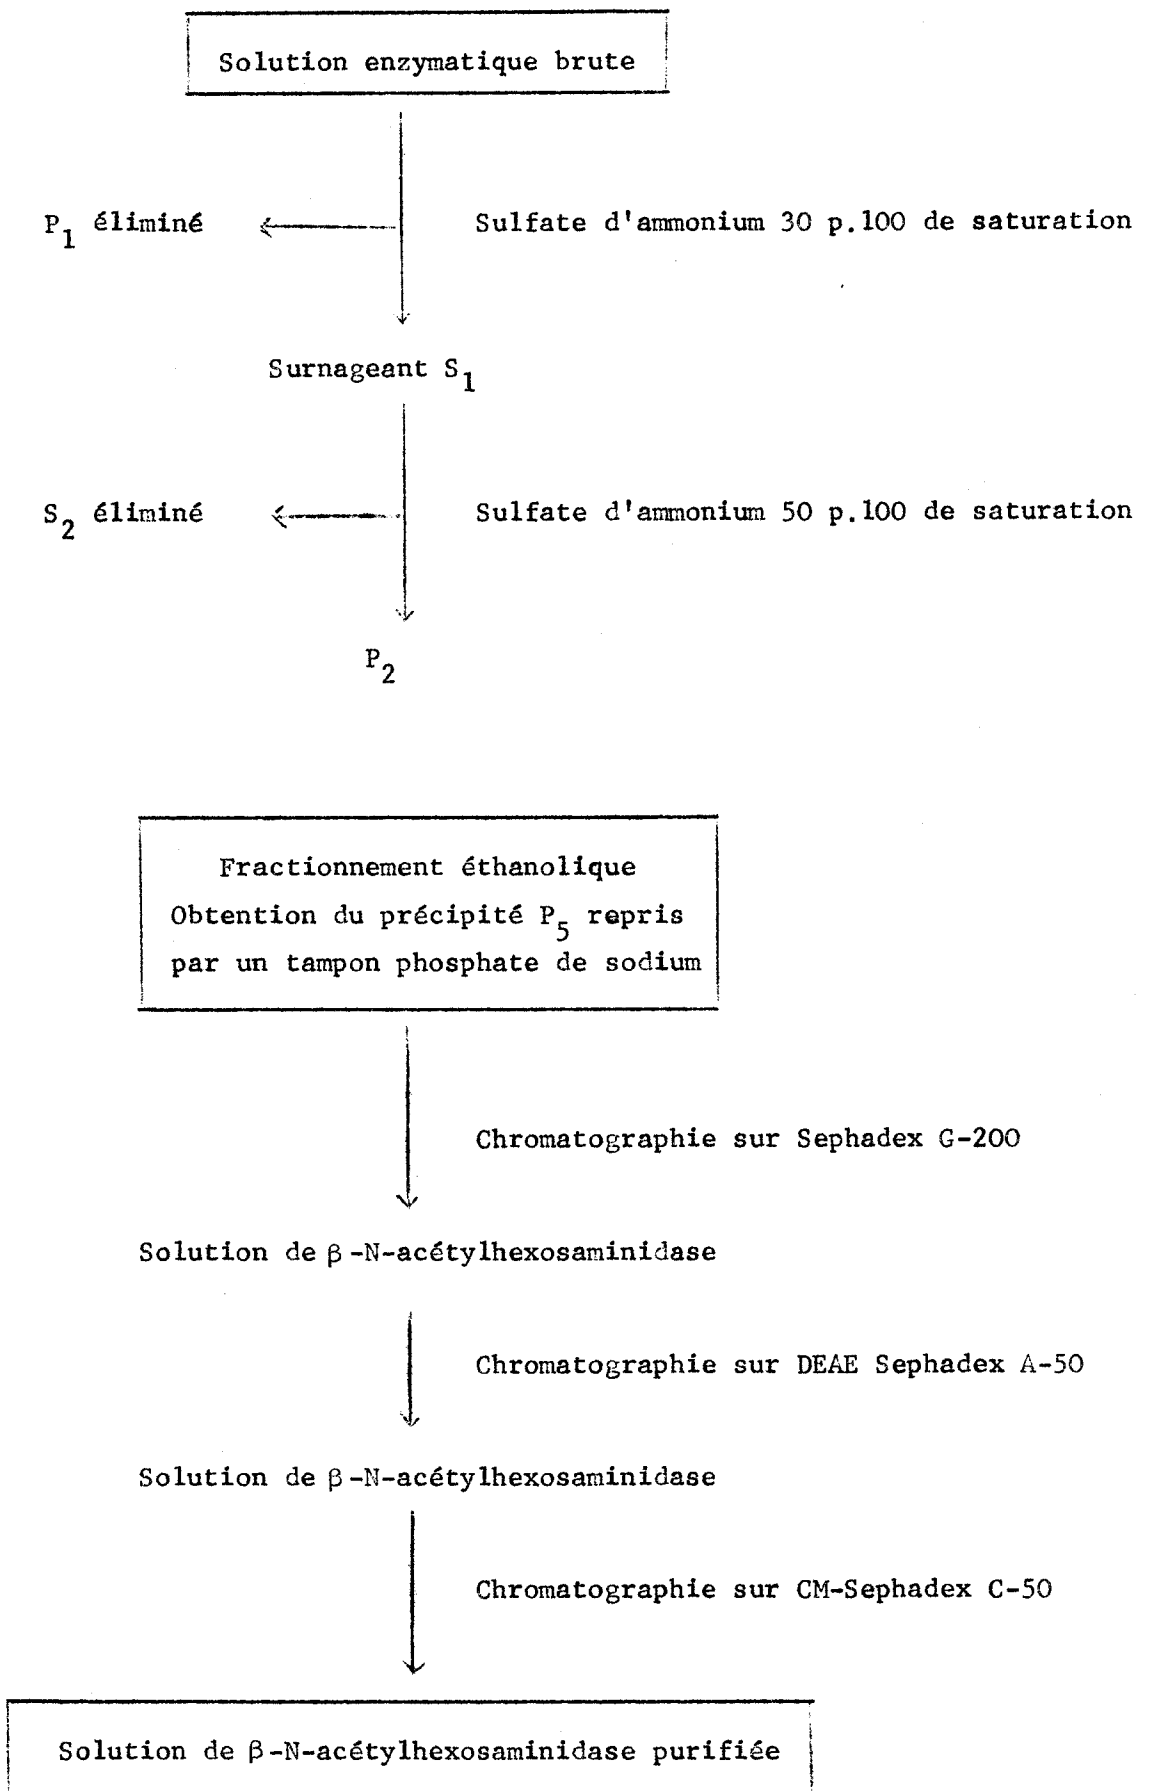 Solution enzymatique brute
P₁ éliminé
Sulfate d'ammonium 30 p.100 de saturation
Surnageant S₁
S₂ éliminé
Sulfate d'ammonium 50 p.100 de saturation
P₂
Fractionnement éthanolique
Obtention du précipité P₅ repris
par un tampon phosphate de sodium
Chromatographie sur Sephadex G-200
Solution de β-N-acétylhexosaminidase
Chromatographie sur DEAE Sephadex A-50
Solution de β-N-acétylhexosaminidase
Chromatographie sur CM-Sephadex C-50
Solution de β-N-acétylhexosaminidase purifiée